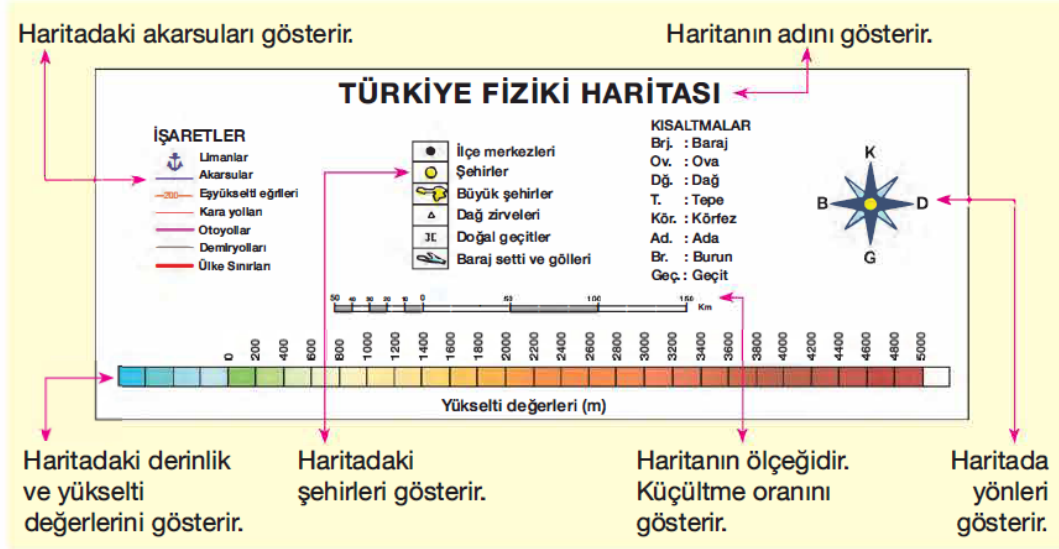 Haritadaki akarsuları gösterir.
Haritanın adını gösterir.
TÜRKİYE FİZİKİ HARİTASI
İŞARETLER
Limanlar
Akarsular
200
Eşyükselti eğrileri
Kara yolları
Otoyollar
Demiryolları
Ülke Sınırları
İlçe merkezleri
Şehirler
Büyük şehirler
Dağ zirveleri
Doğal geçitler
Baraj setti ve gölleri
KISALTMALAR
Brj. : Baraj
Ov. : Ova
Dğ. : Dağ
T. : Tepe
Kör. : Körfez
Ad. : Ada
Br. : Burun
Geç.: Geçit
K
B D
G
50 40 30 20 10 0 50 100 150 Km
0 200 400 600 800 1000 1200 1400 1600 1800 2000 2200 2400 2600 2800 3000 3200 3400 3600 3800 4000 4200 4400 4600 4800 5000
Yükselti değerleri (m)
Haritadaki derinlik
ve yükselti
değerlerini gösterir.
Haritadaki
şehirleri gösterir.
Haritanın ölçeğidir.
Küçültme oranını
gösterir.
Haritada
yönleri
gösterir.